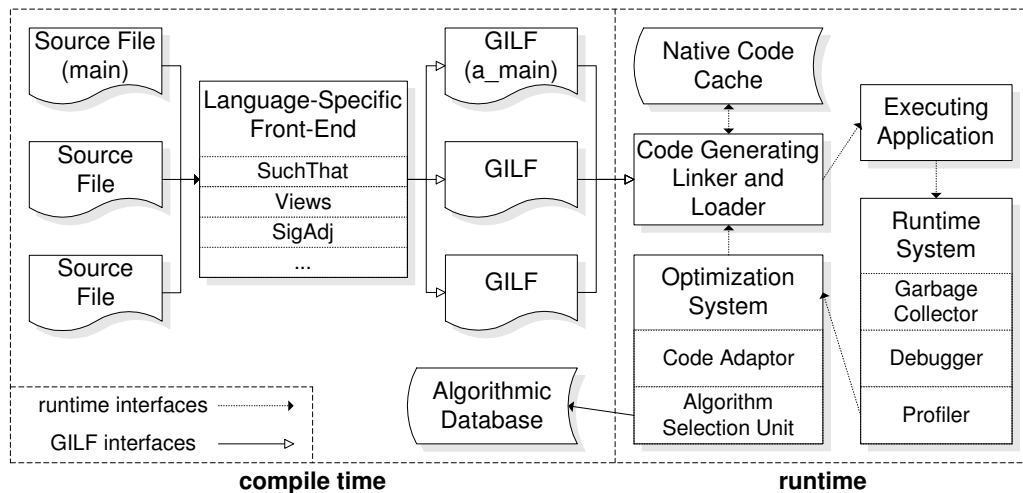 Source File
(main)
Source
File
Source
File
Language-Specific
Front-End
SuchThat
Views
SigAdj
...
GILF
(a_main)
GILF
GILF
Native Code
Cache
Code Generating
Linker and
Loader
Executing
Application
Runtime
System
Garbage
Collector
Debugger
Profiler
Optimization
System
Code Adaptor
Algorithm
Selection Unit
Algorithmic
Database
runtime interfaces
GILF interfaces
compile time
runtime